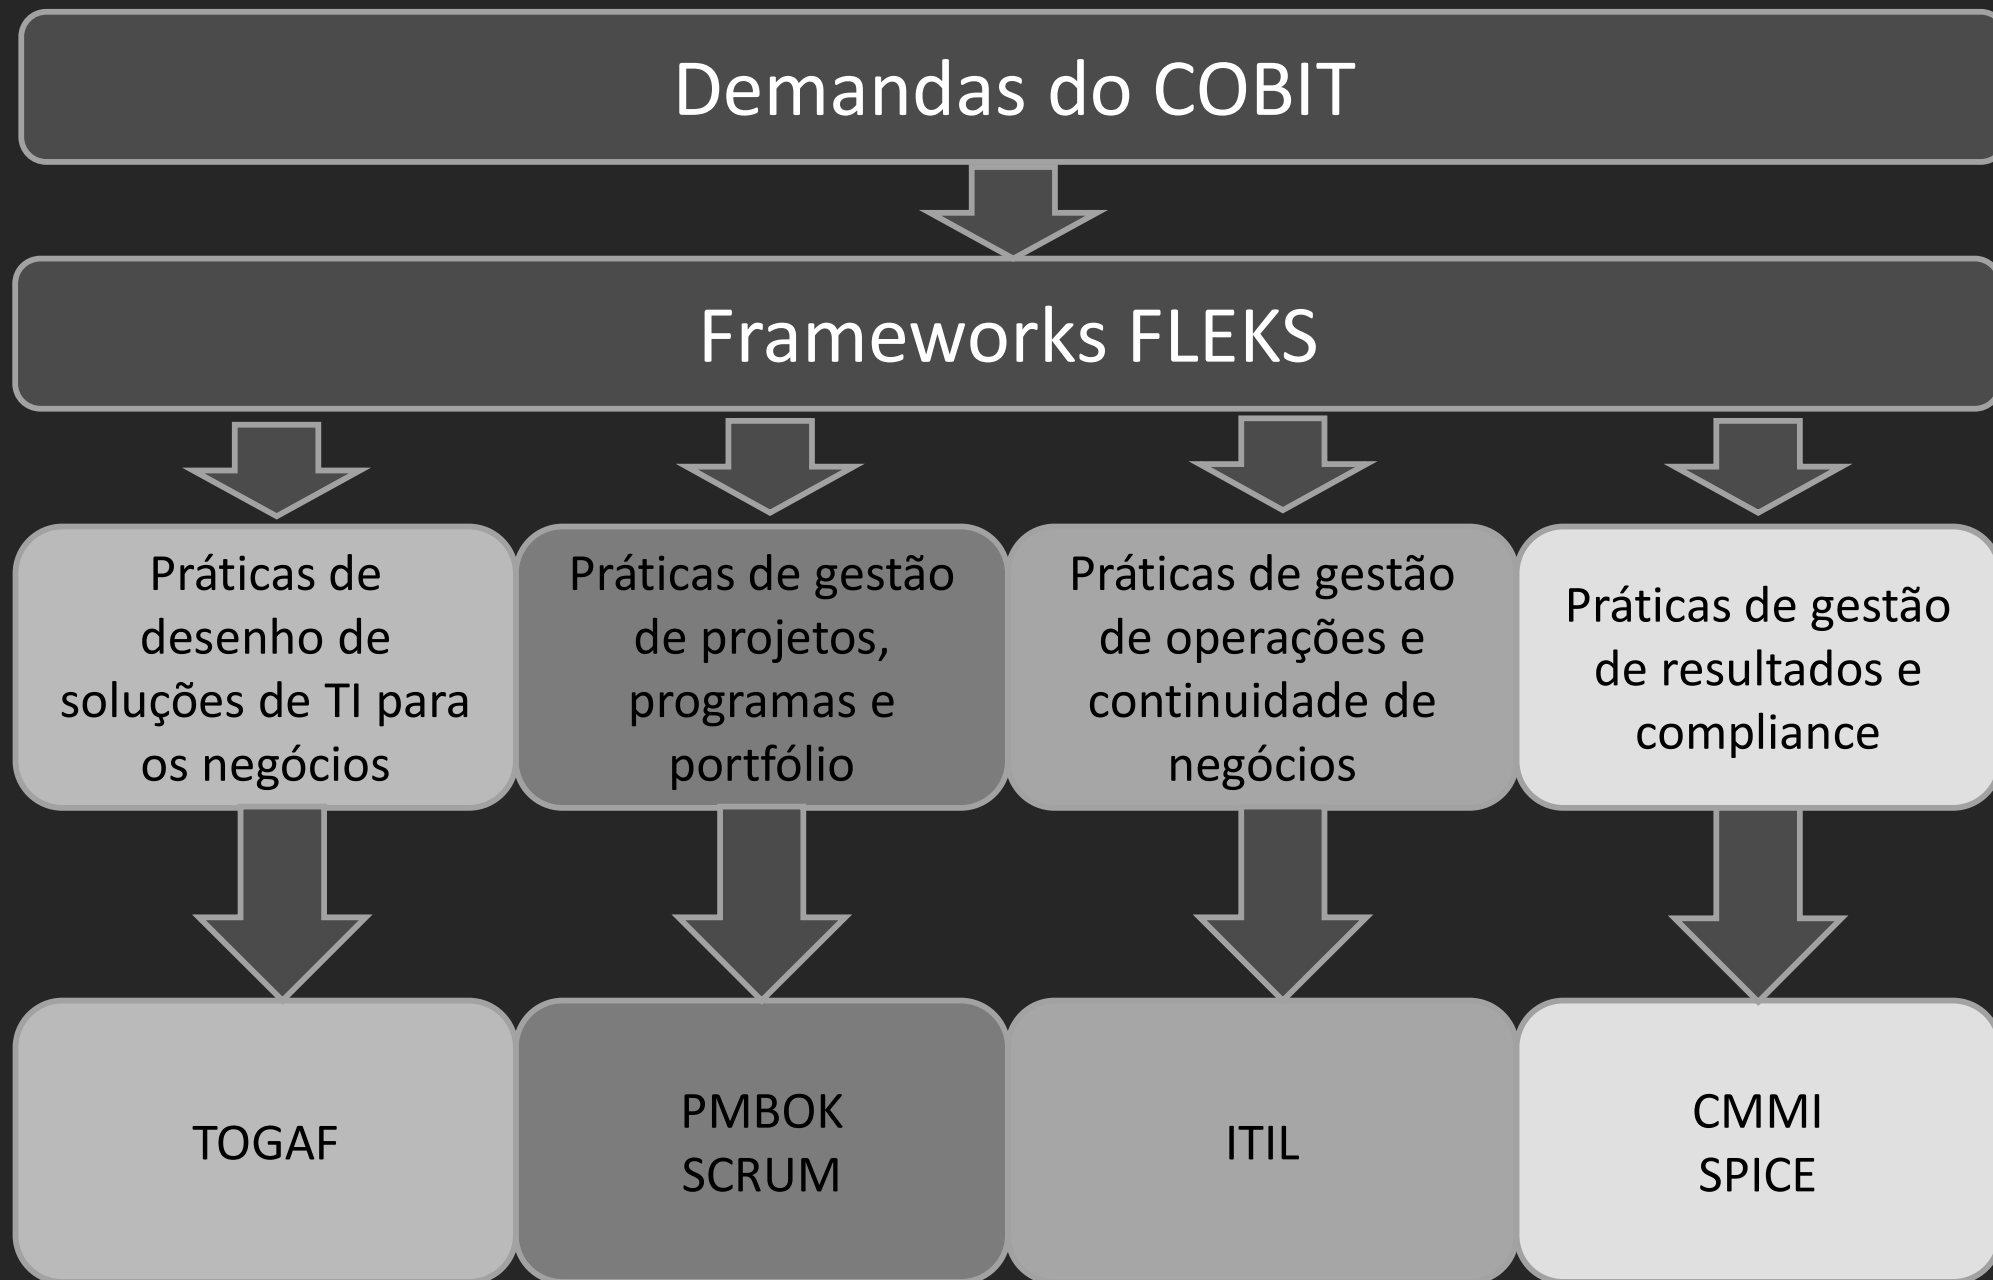 Demandas do COBIT
Frameworks FLEKS
Práticas de
desenho de
soluções de TI para
os negócios
Práticas de gestão
de projetos,
programas e
portfólio
Práticas de gestão
de operações e
continuidade de
negócios
Práticas de gestão
de resultados e
compliance
TOGAF
PMBOK
SCRUM
ITIL
CMMI
SPICE